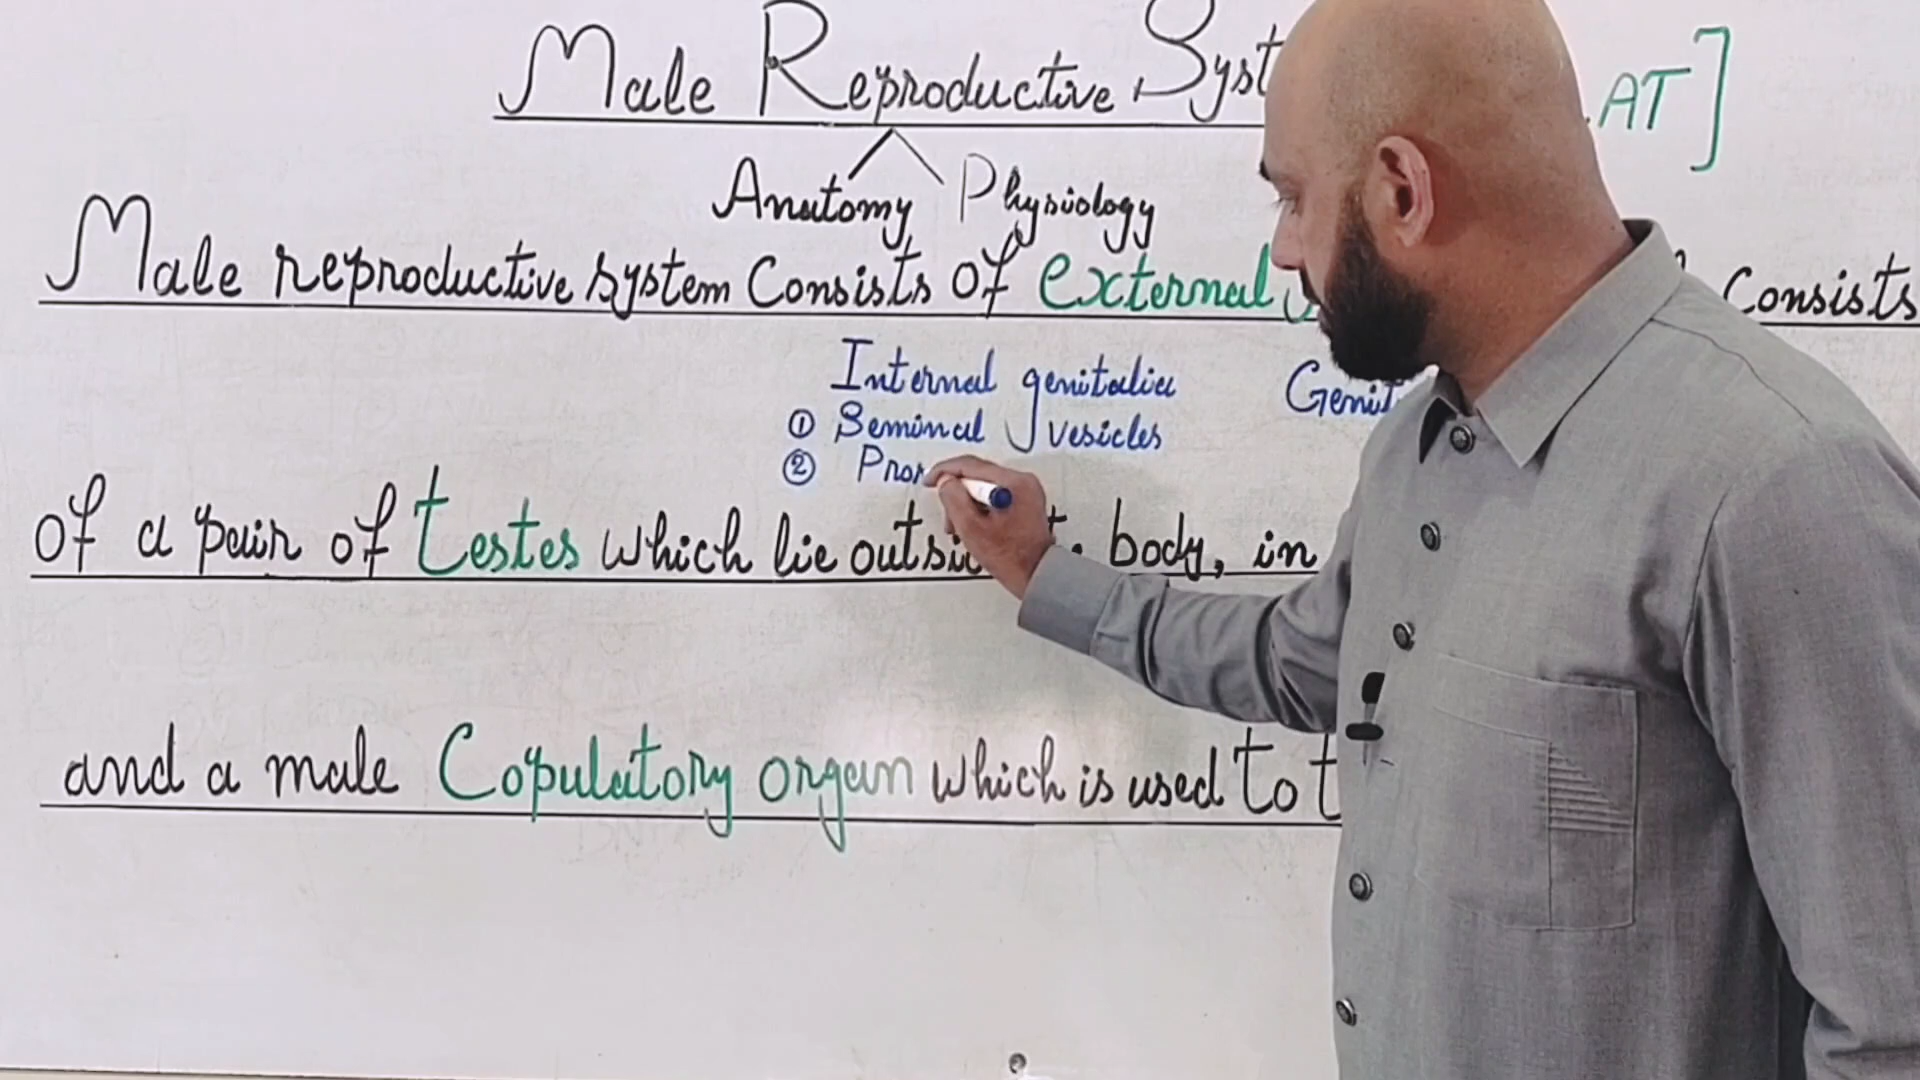 Male Reproductive Syst .AT]
Anatomy Physiology
Male reproductive system Consists of external Consists
Internal genitalia Genit
① Seminal vesicles
② Pros
of a pair of testes which lie outsi body, in
and a male Copulatory organ which is used to t